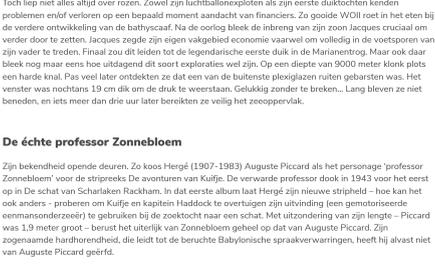 Toch liep niet alles altijd over rozen. Zowel zijn luchtballonexploten als zijn eerste duiktochten kenden
problemen en/of verloren op een bepaald moment aandacht van financiers. Zo gooide WOII roet in het eten bij
de verdere ontwikkeling van de bathyscaaf. Na de oorlog bleek de inbreng van zijn zoon Jacques cruciaal om
verder door te zetten. Jacques zegde zijn eigen vakgebied economie vaarwel om volledig in de voetsporen van
zijn vader te treden. Finaal zou dit leiden tot de legendarische eerste duik in de Marianentrog. Maar ook daar
bleek nog maar eens hoe uitdagend dit soort exploraties wel zijn. Op een diepte van 9000 meter klonk plots
een harde knal. Pas veel later ontdekten ze dat een van de buitenste plexiglazen ruiten gebarsten was. Het
venster was nochtans 19 cm dik om de druk te weerstaan. Gelukkig zonder te breken... Lang bleven ze niet
beneden, en iets meer dan drie uur later bereikten ze veilig het zeeoppervlak.
De échte professor Zonnebloem
Zijn bekendheid opende deuren. Zo koos Hergé (1907-1983) Auguste Piccard als het personage 'professor
Zonnebloem' voor de stripreeks De avonturen van Kuifje. De verwarde professor dook in 1943 voor het eerst
op in De schat van Scharlaken Rackham. In dat eerste album laat Hergé zijn nieuwe stripheld – hoe kan het
ook anders - proberen om Kuifje en kapitein Haddock te overtuigen zijn uitvinding (een gemotoriseerde
eenmansonderzeeër) te gebruiken bij de zoektocht naar een schat. Met uitzondering van zijn lengte – Piccard
was 1,9 meter groot – berust het uiterlijk van Zonnebloem geheel op dat van Auguste Piccard. Zijn
zogenaamde hardhorendheid, die leidt tot de beruchte Babylonische spraakverwarringen, heeft hij alvast niet
van Auguste Piccard geërfd.